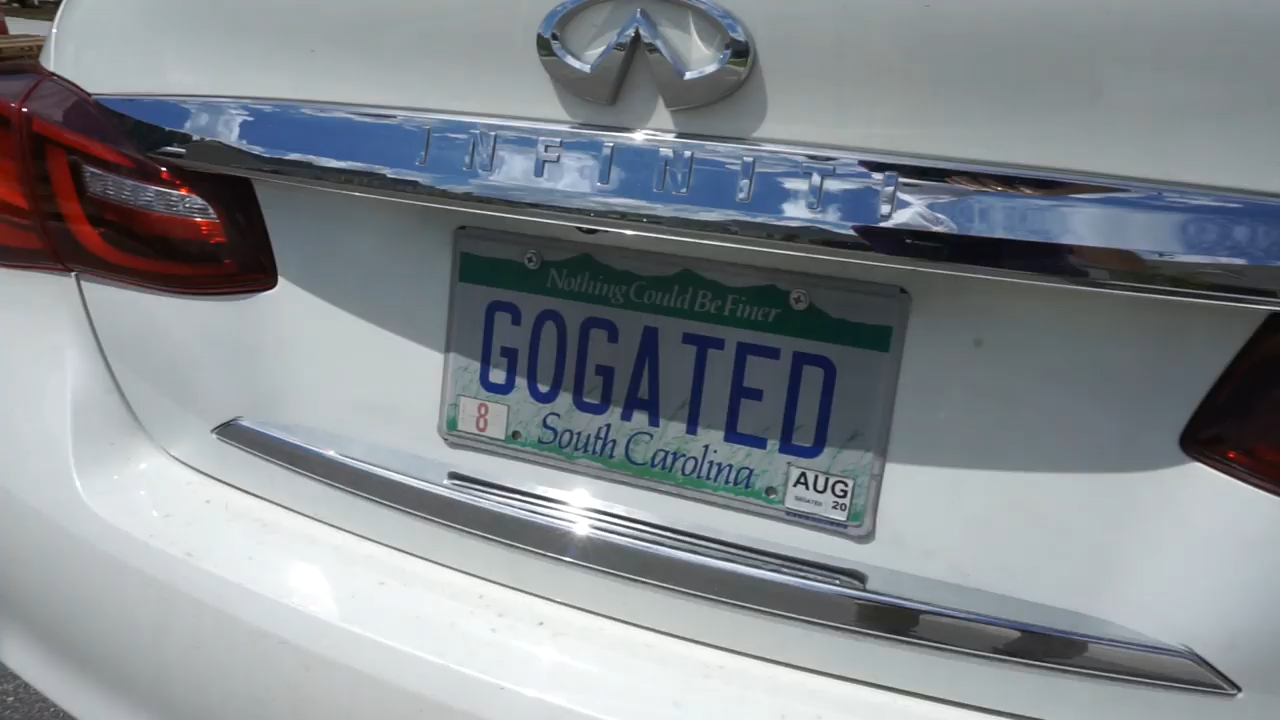 INFINITI
Nothing Could Be Finer
GOGATED
8
South Carolina
AUG
20